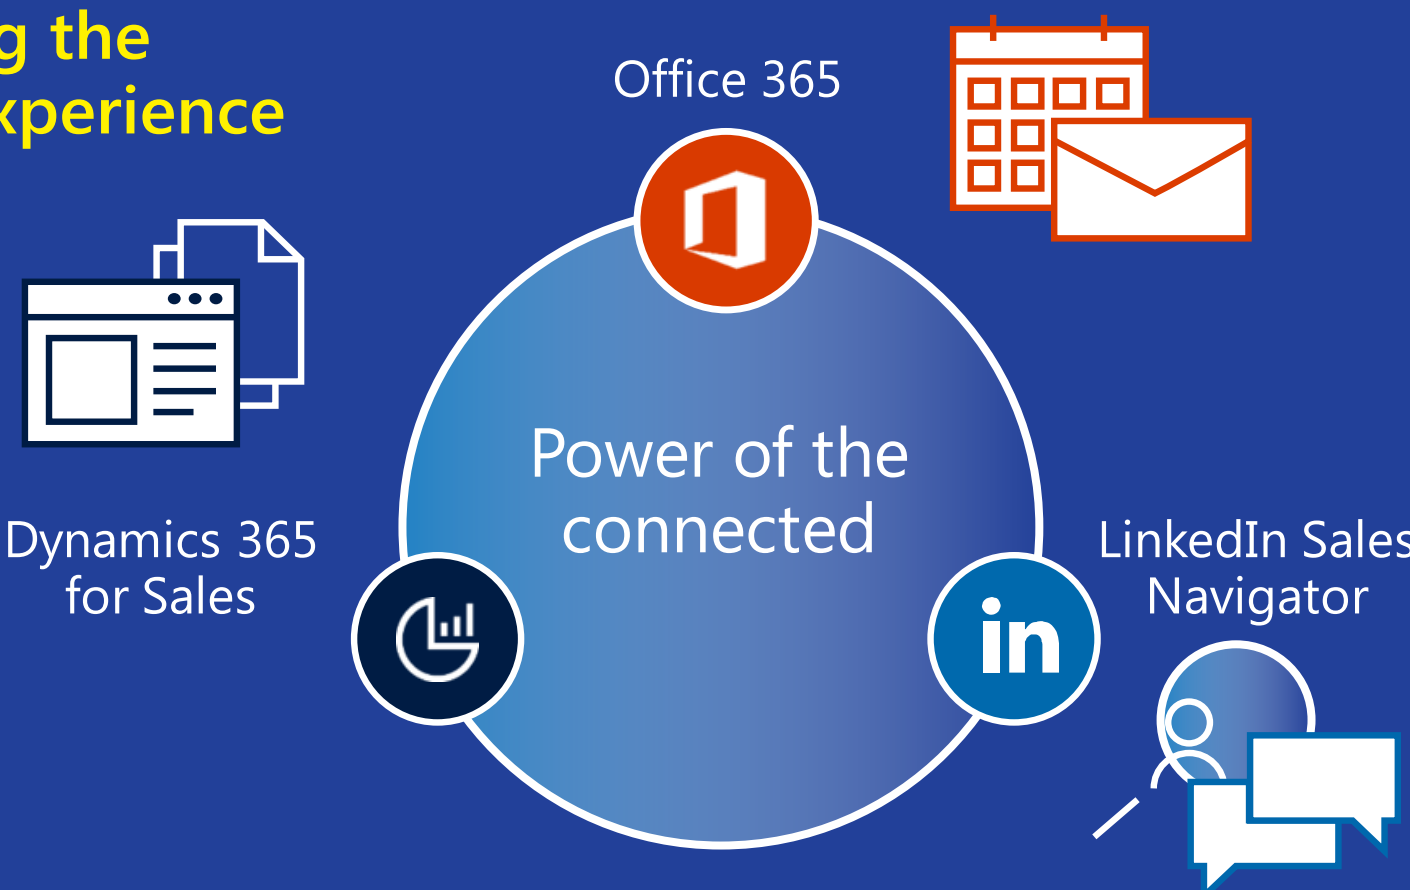 g the
xperience
Office 365
Power of the
connected
Dynamics 365
for Sales
LinkedIn Sales
Navigator
in